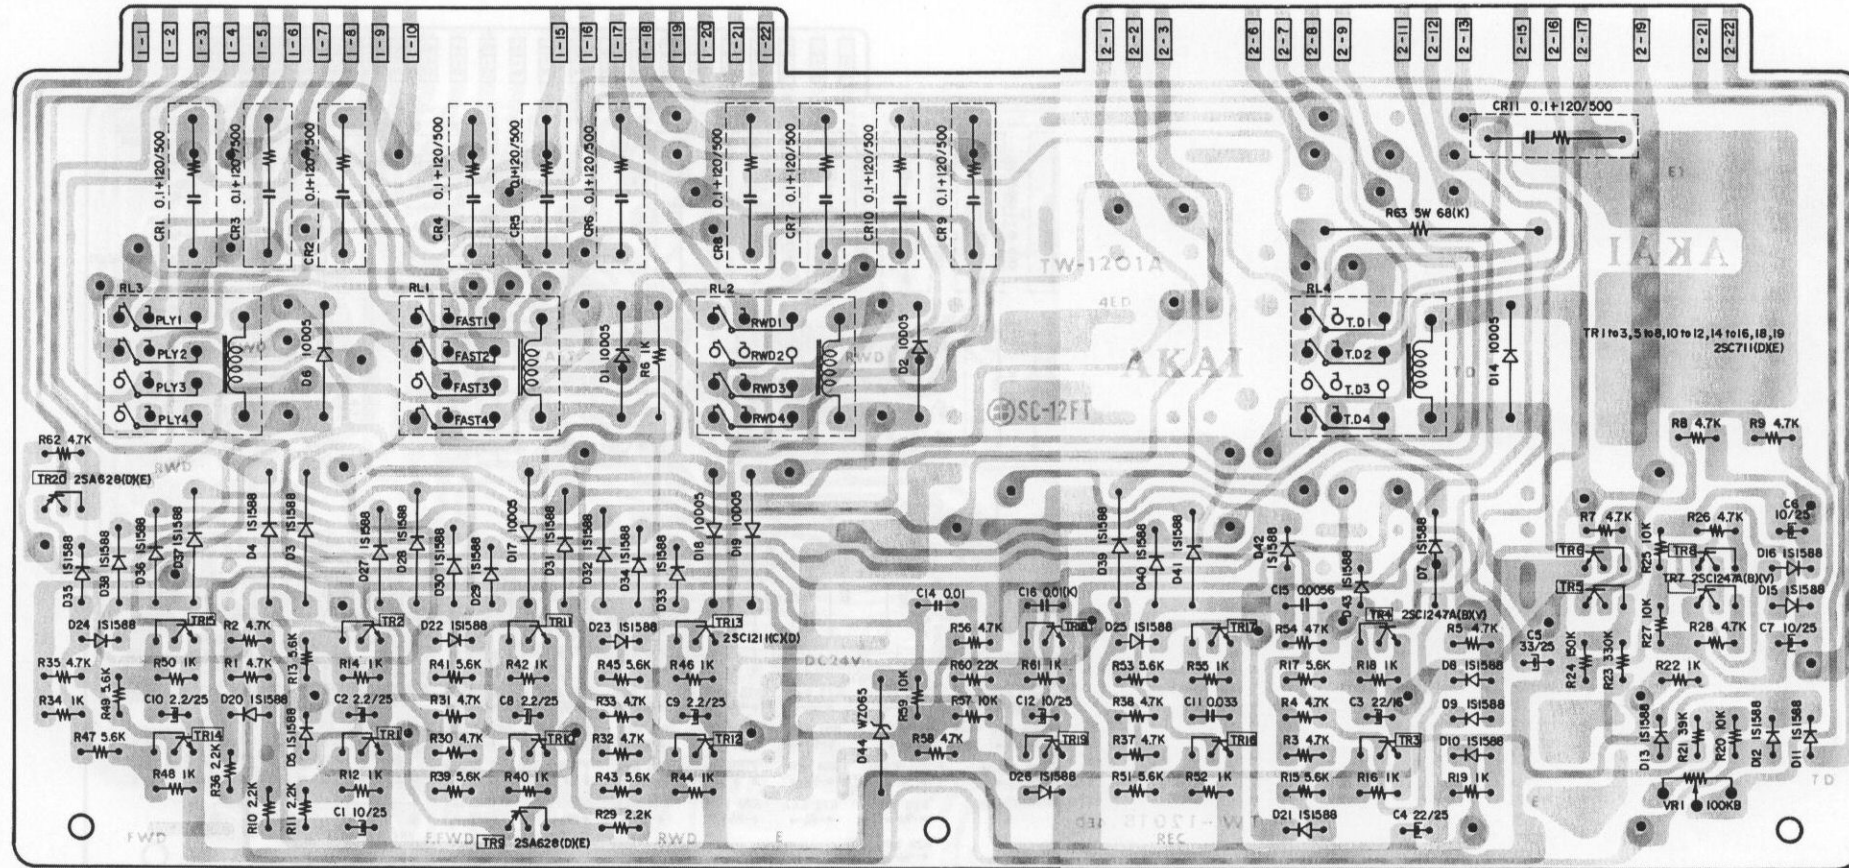 1-1 1-2 1-3 1-4 1-5 1-6 1-7 1-8 1-9 1-10 1-15 1-16 1-17 1-18 1-19 1-20 1-21 1-22
2-1 2-2 2-3 2-6 2-7 2-8 2-9 2-11 2-12 2-13 2-15 2-16 2-17 2-19 2-21 2-22
CR1 0.1+120/500
CR3 0.1+120/500
CR2 0.1+120/500
CR4 0.1+120/500
CR5 0.1+120/500
CR6 0.1+120/500
CR8 0.1+120/500
CR7 0.1+120/500
CR10 0.1+120/500
CR9 0.1+120/500
CR11 0.1+120/500
R63 5W 68(K)
AKAI
TW-1201A
RL3
PLY1
PLY2
PLY3
PLY4
D6 10D05
RL1
FAST1
FAST2
FAST3
FAST4
D1 10D05
R6 1K
RL2
RWD1
RWD2
RWD3
RWD4
D2 10D05
RWD
AKAI
SC-12FT
RL4
T.D1
T.D2
T.D3
T.D4
D14 10D05
TR1 to 3,5 to 8,10 to 12,14 to 16,18,19
2SC711(D)(E)
R62 4.7K
TR20 2SA628(D)(E)
RWD
R8 4.7K
R9 4.7K
D35 1S1588
D38 1S1588
D36 1S1588
D37 1S1588
D4 1S1588
D3 1S1588
D27 1S1588
D28 1S1588
D30 1S1588
D29 1S1588
D17 10D05
D31 1S1588
D32 1S1588
D34 1S1588
D33 1S1588
D18 10D05
D19 10D05
D39 1S1588
D40 1S1588
D41 1S1588
D42 1S1588
D43 1S1588
D7 1S1588
R7 4.7K
TR6
TR5
R25 10K
R26 4.7K
TR8
TR7 2SC1247A(B)(V)
C6 10/25
D16 1S1588
D15 1S1588
D24 1S1588
TR15
R2 4.7K
TR2
D22 1S1588
TR11
D23 1S1588
TR13
2SC1211(C)(D)
C14 0.01
C16 0.01(K)
R56 4.7K
TR18
D25 1S1588
TR17
C15 0.0056
R54 47K
TR4 2SC1247A(B)(V)
R5 4.7K
C5 33/25
R27 10K
R28 4.7K
C7 10/25
R35 4.7K
R50 1K
R1 4.7K
R13 5.6K
R14 1K
R41 5.6K
R42 1K
R45 5.6K
R46 1K
DC24V
R60 22K
R61 1K
R53 5.6K
R55 1K
R17 5.6K
R18 1K
D8 1S1588
R24 150K
R23 330K
R22 1K
R34 1K
R49 5.6K
C10 2.2/25
D20 1S1588
C2 2.2/25
R31 4.7K
C8 2.2/25
R33 4.7K
C9 2.2/25
D44 WZ065
R59 10K
R57 10K
C12 10/25
R38 4.7K
C11 0.033
R4 4.7K
C3 22/16
D9 1S1588
R47 5.6K
TR14
R36 2.2K
D5 1S1588
TR1
R30 4.7K
TR10
R32 4.7K
TR12
R58 4.7K
TR19
R37 4.7K
TR16
R3 4.7K
TR3
D10 1S1588
D13 1S1588
R21 39K
R20 10K
D12 1S1588
D11 1S1588
R48 1K
R10 2.2K
R11 2.2K
R12 1K
R39 5.6K
R40 1K
R43 5.6K
R44 1K
D26 1S1588
R51 5.6K
R52 1K
R15 5.6K
R16 1K
R19 1K
VR1 100KB
C1 10/25
TR9 2SA628(D)(E)
R29 2.2K
D21 1S1588
C4 22/25
FWD
F.FWD
RWD
E
REC
TD